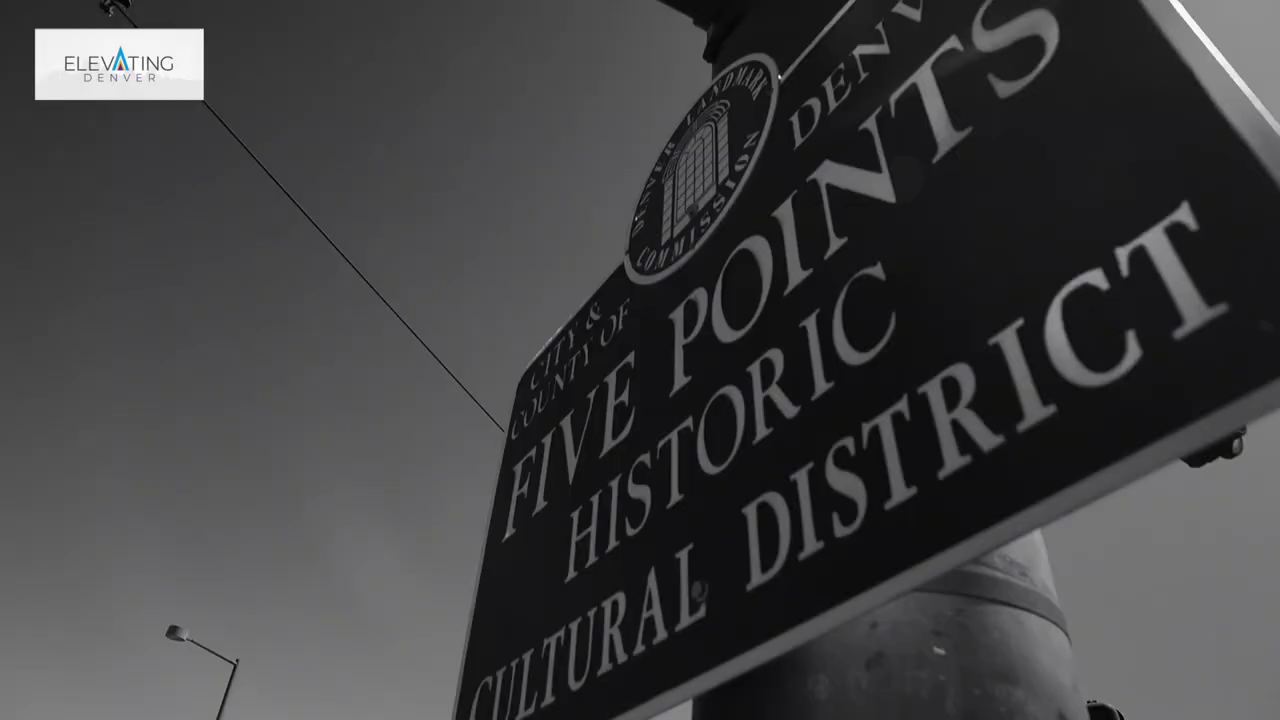 ELEVATING
DENVER
DENVER LANDMARK
COMMISSION
CITY &
COUNTY OF
DENV
FIVE POINTS
HISTORIC
CULTURAL DISTRICT